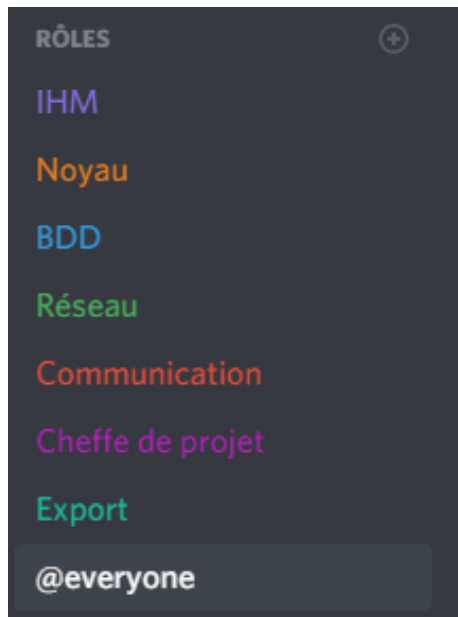 RÔLES
IHM
Noyau
BDD
Réseau
Communication
Cheffe de projet
Export
@everyone